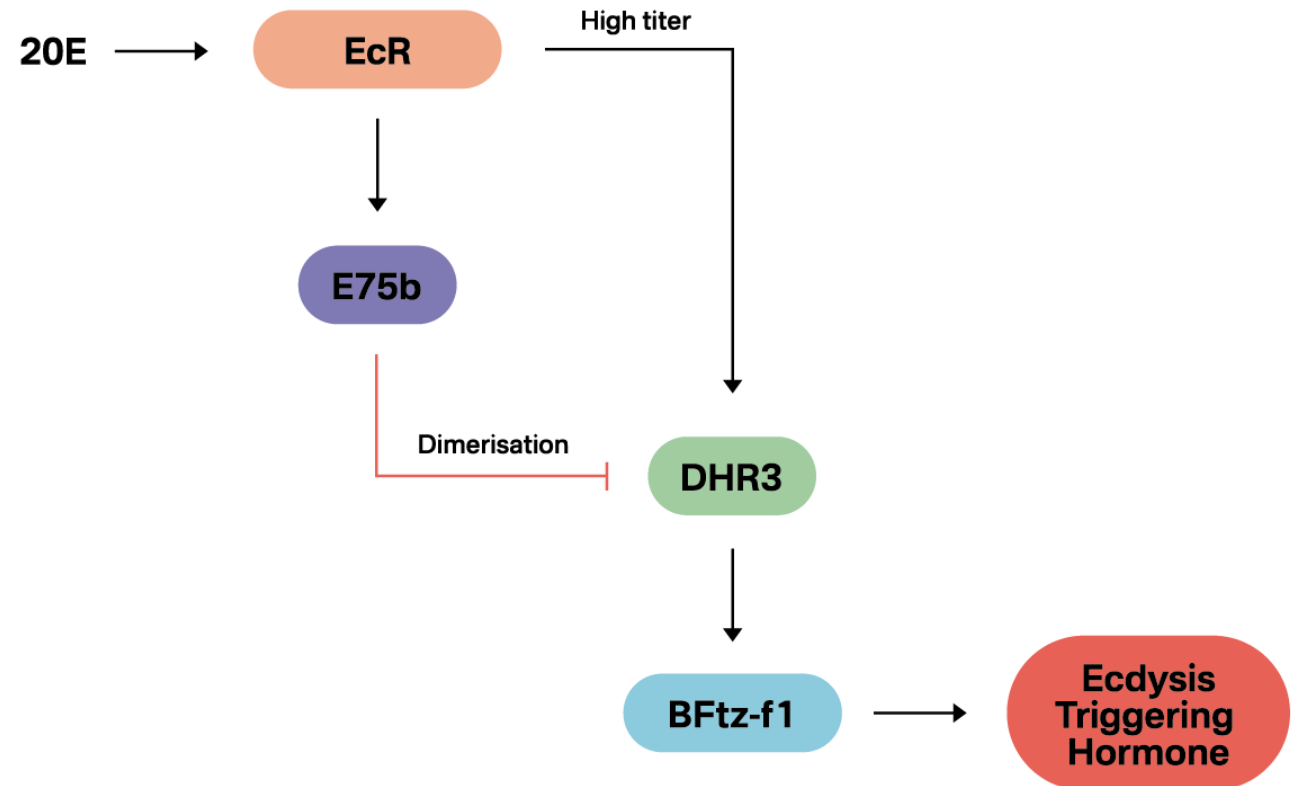 High titer
20E
EcR
E75b
Dimerisation
DHR3
BFtz-f1
Ecdysis
Triggering
Hormone